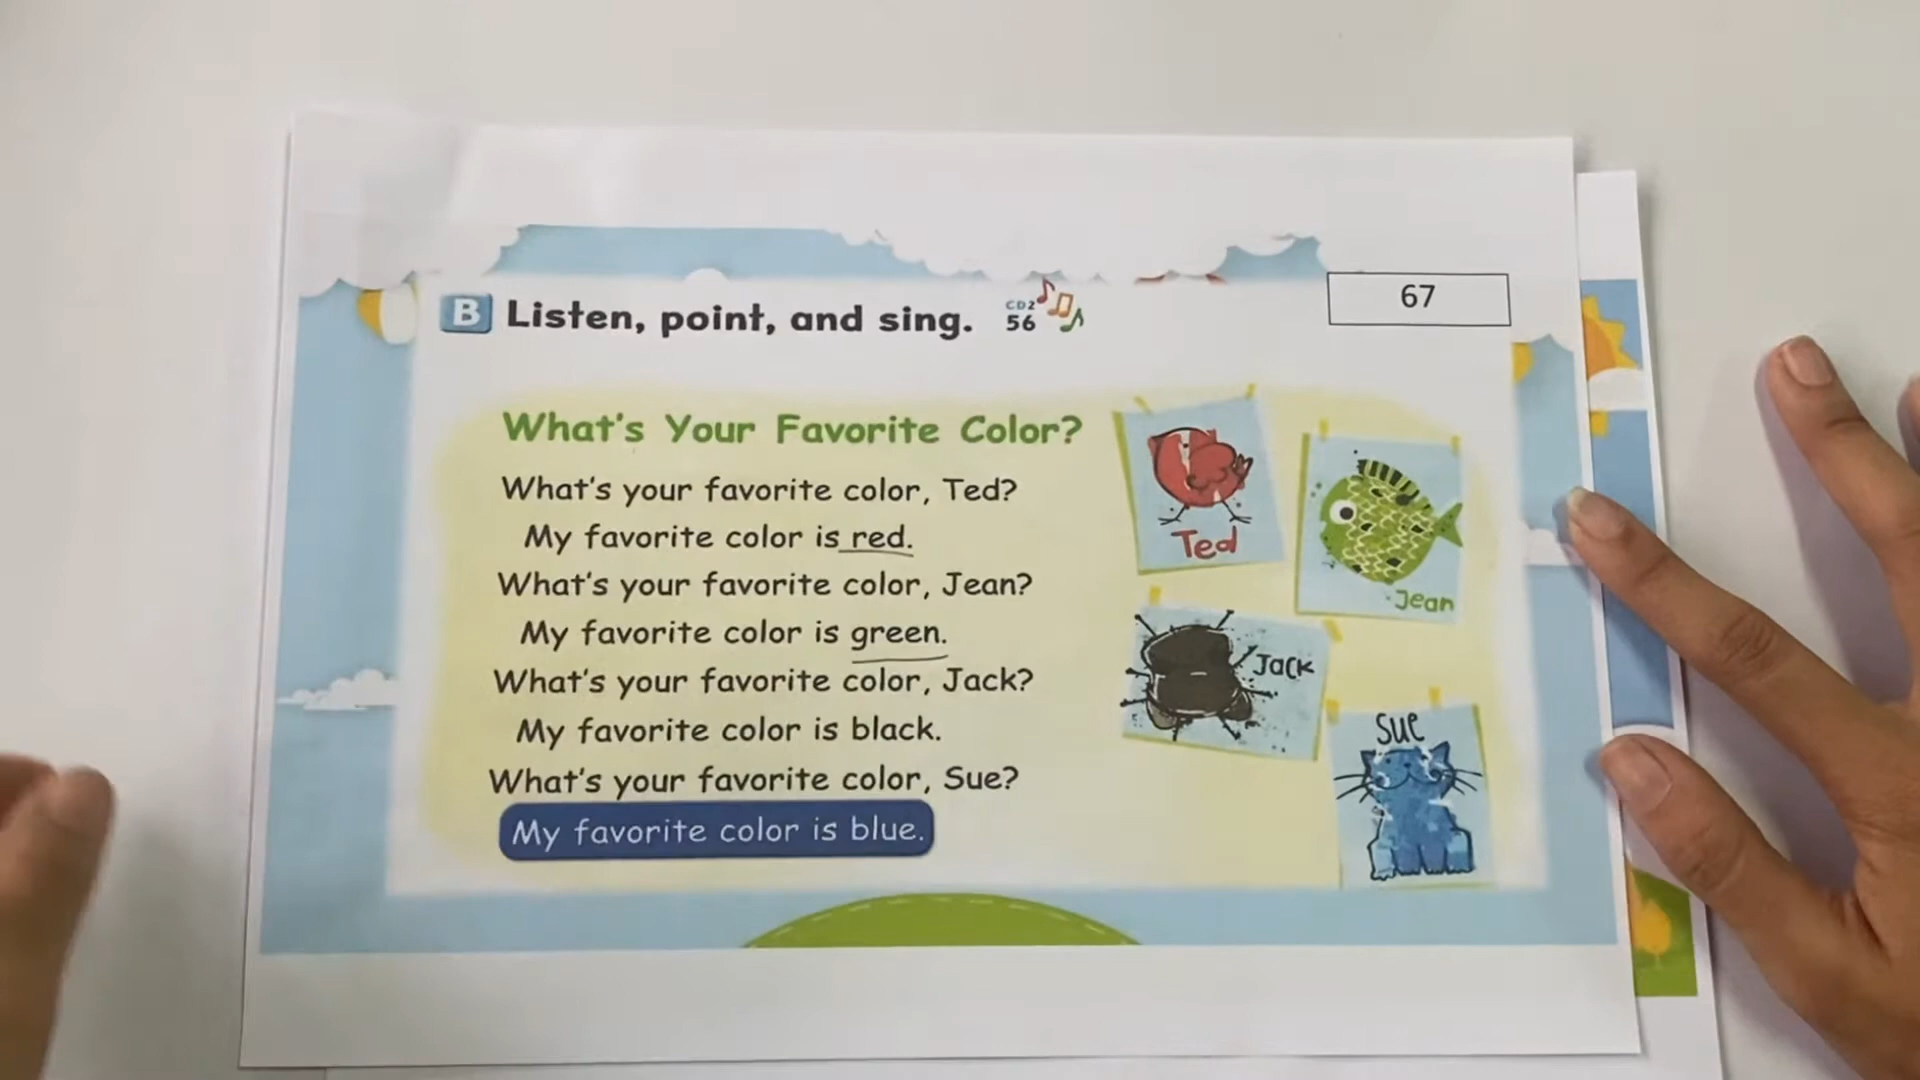 B Listen, point, and sing.
CD2
56
67
What's Your Favorite Color?
What's your favorite color, Ted?
My favorite color is red.
What's your favorite color, Jean?
My favorite color is green.
What's your favorite color, Jack?
My favorite color is black.
What's your favorite color, Sue?
My favorite color is blue.
Ted
Jean
Jack
Sue